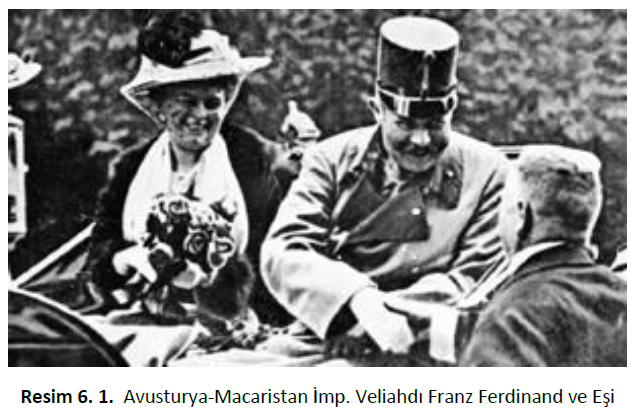 Resim 6. 1. Avusturya-Macaristan İmp. Veliahdı Franz Ferdinand ve Eşi